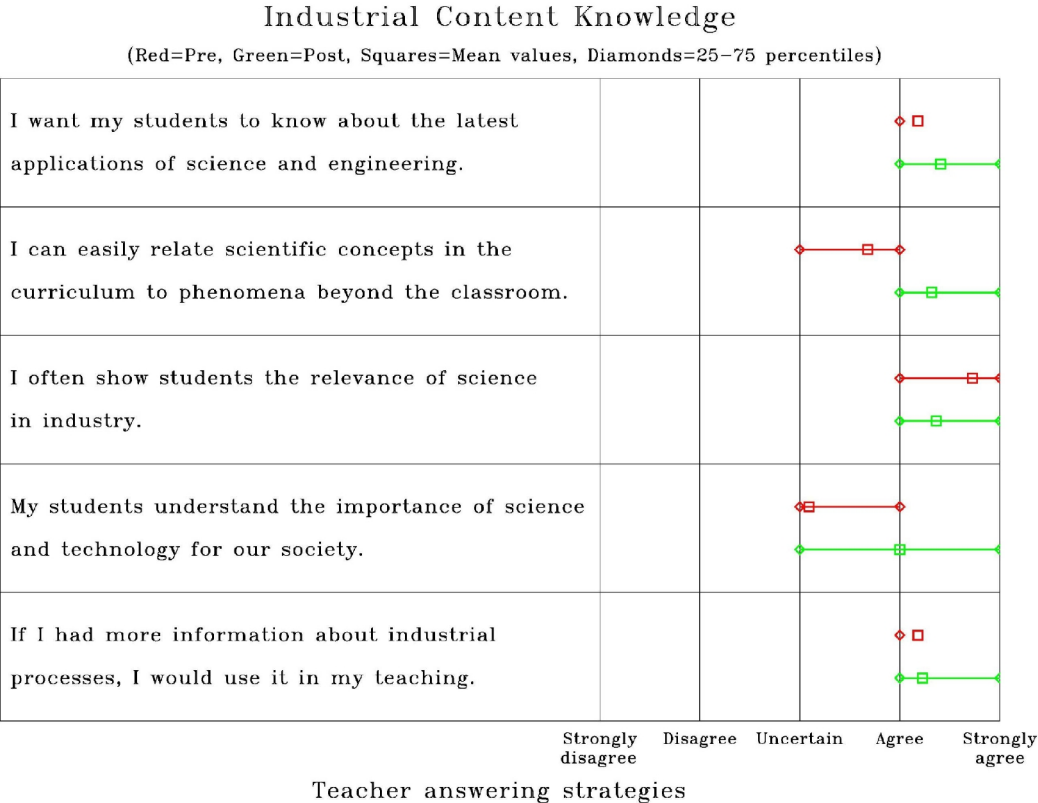 Industrial Content Knowledge
(Red=Pre, Green=Post, Squares=Mean values, Diamonds=25-75 percentiles)
I want my students to know about the latest
applications of science and engineering.
I can easily relate scientific concepts in the
curriculum to phenomena beyond the classroom.
I often show students the relevance of science
in industry.
My students understand the importance of science
and technology for our society.
If I had more information about industrial
processes, I would use it in my teaching.
Strongly disagree
Disagree
Uncertain
Agree
Strongly agree
Teacher answering strategies